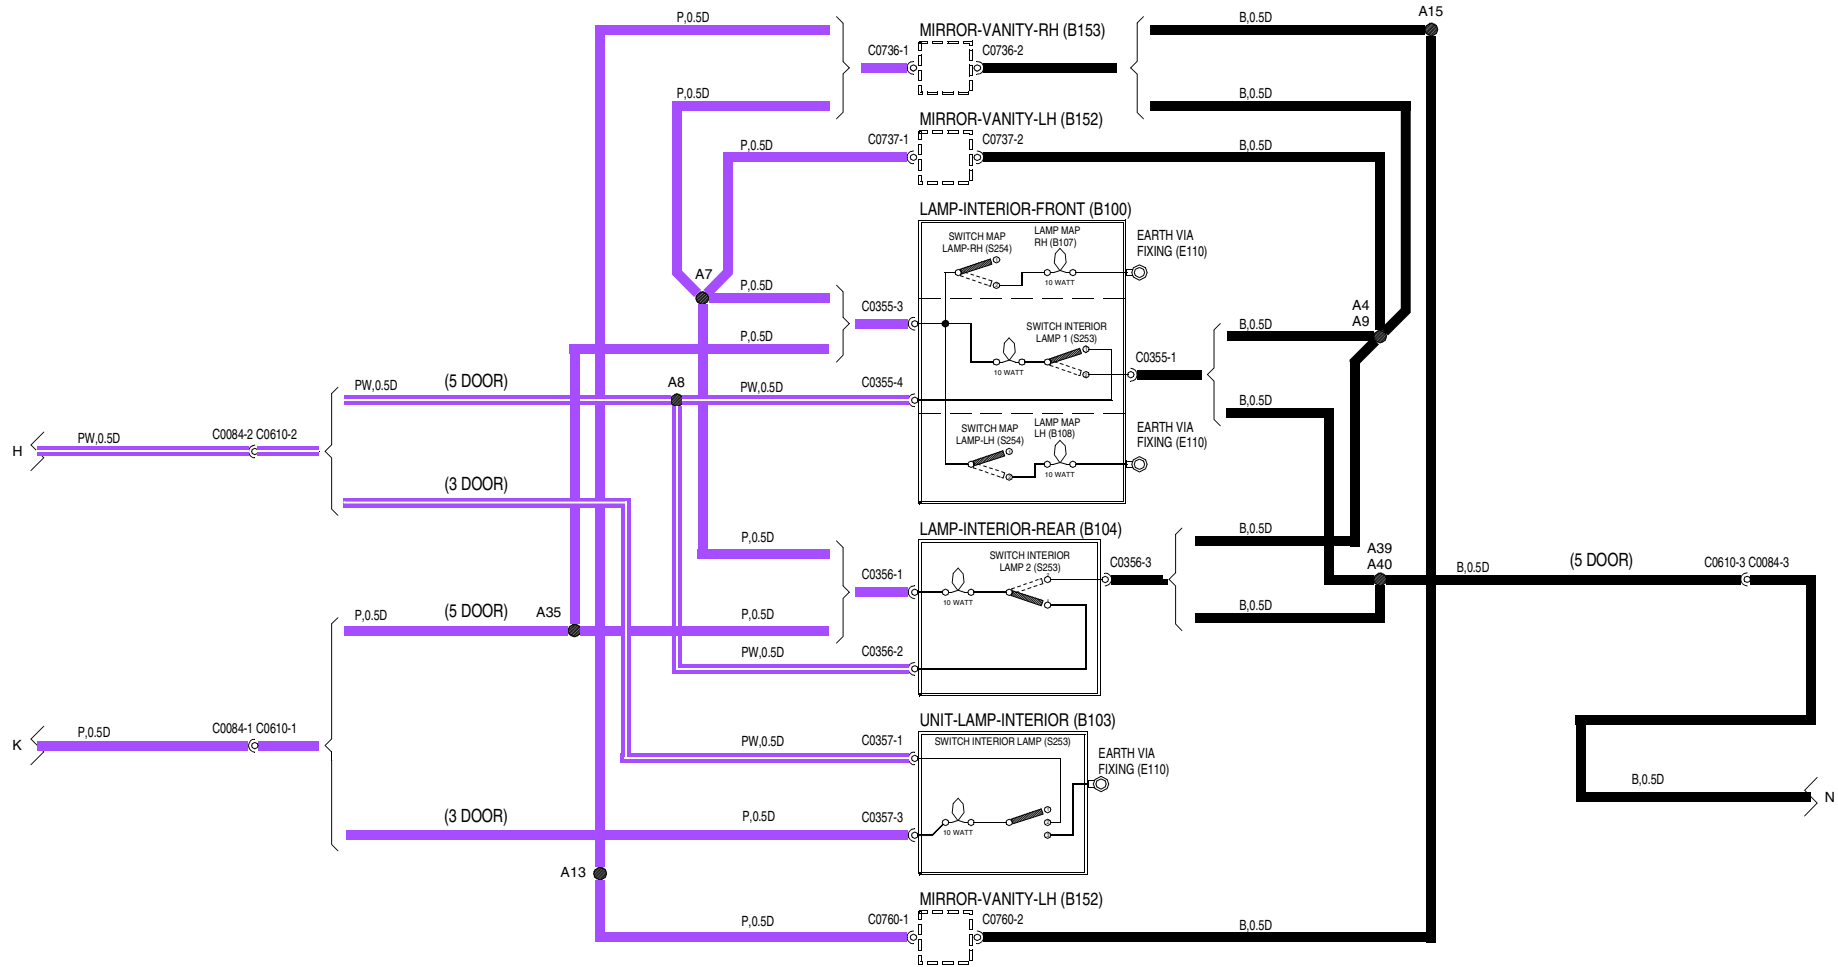 P,0.5D
B,0.5D
A15
MIRROR-VANITY-RH (B153)
C0736-1
C0736-2
P,0.5D
B,0.5D
MIRROR-VANITY-LH (B152)
C0737-1
C0737-2
P,0.5D
B,0.5D
LAMP-INTERIOR-FRONT (B100)
SWITCH MAP
LAMP-RH (S254)
LAMP MAP
RH (B107)
10 WATT
EARTH VIA
FIXING (E110)
A7
P,0.5D
C0355-3
P,0.5D
SWITCH INTERIOR
LAMP 1 (S253)
10 WATT
C0355-1
B,0.5D
A4
A9
PW,0.5D
(5 DOOR)
A8
PW,0.5D
C0355-4
B,0.5D
H
PW,0.5D
C0084-2 C0610-2
SWITCH MAP
LAMP-LH (S254)
LAMP MAP
LH (B108)
10 WATT
EARTH VIA
FIXING (E110)
(3 DOOR)
LAMP-INTERIOR-REAR (B104)
P,0.5D
SWITCH INTERIOR
LAMP 2 (S253)
C0356-1
10 WATT
C0356-3
B,0.5D
A39
A40
B,0.5D
(5 DOOR)
C0610-3 C0084-3
P,0.5D
(5 DOOR)
A35
P,0.5D
B,0.5D
PW,0.5D
C0356-2
UNIT-LAMP-INTERIOR (B103)
K
P,0.5D
C0084-1 C0610-1
PW,0.5D
C0357-1
SWITCH INTERIOR LAMP (S253)
EARTH VIA
FIXING (E110)
B,0.5D
N
(3 DOOR)
P,0.5D
C0357-3
10 WATT
A13
MIRROR-VANITY-LH (B152)
P,0.5D
C0760-1
C0760-2
B,0.5D